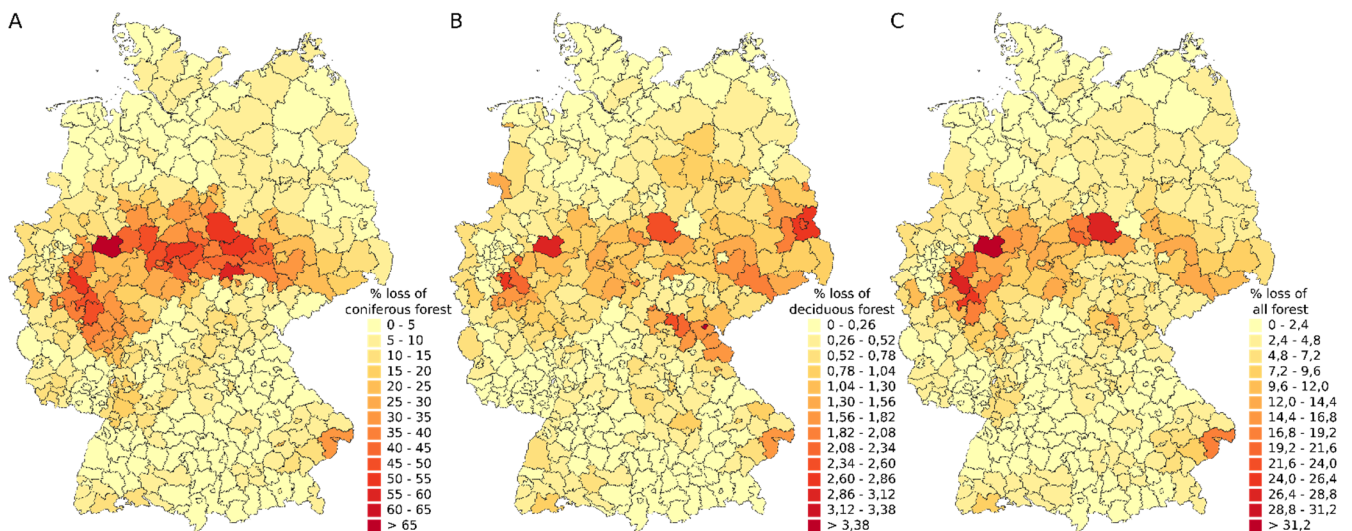 A
B
C
% loss of
coniferous forest
0 - 5
5 - 10
10 - 15
15 - 20
20 - 25
25 - 30
30 - 35
35 - 40
40 - 45
45 - 50
50 - 55
55 - 60
60 - 65
> 65
% loss of
deciduous forest
0 - 0,26
0,26 - 0,52
0,52 - 0,78
0,78 - 1,04
1,04 - 1,30
1,30 - 1,56
1,56 - 1,82
1,82 - 2,08
2,08 - 2,34
2,34 - 2,60
2,60 - 2,86
2,86 - 3,12
3,12 - 3,38
> 3,38
% loss of
all forest
0 - 2,4
2,4 - 4,8
4,8 - 7,2
7,2 - 9,6
9,6 - 12,0
12,0 - 14,4
14,4 - 16,8
16,8 - 19,2
19,2 - 21,6
21,6 - 24,0
24,0 - 26,4
26,4 - 28,8
28,8 - 31,2
> 31,2